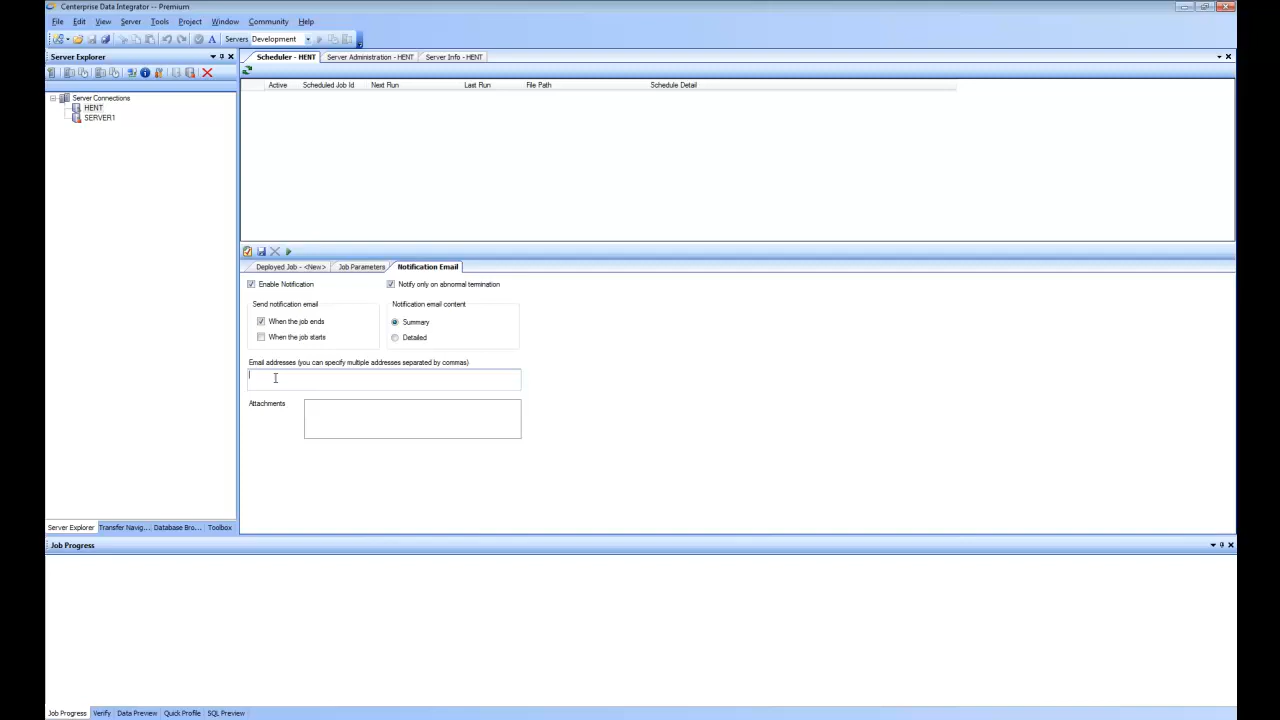 Centerprise Data Integrator -- Premium
File Edit View Server Tools Project Window Community Help
Servers Development
Server Explorer
Scheduler - HENT Server Administration - HENT Server Info - HENT
Active Scheduled Job Id Next Run Last Run File Path Schedule Detail
Server Connections
HENT
SERVER1
Deployed Job - <New> Job Parameters Notification Email
Enable Notification Notify only on abnormal termination
Send notification email Notification email content
When the job ends Summary
When the job starts Detailed
Email addresses (you can specify multiple addresses separated by commas)
Attachments
Server Explorer Transfer Navig... Database Bro... Toolbox
Job Progress
Job Progress Verify Data Preview Quick Profile SQL Preview